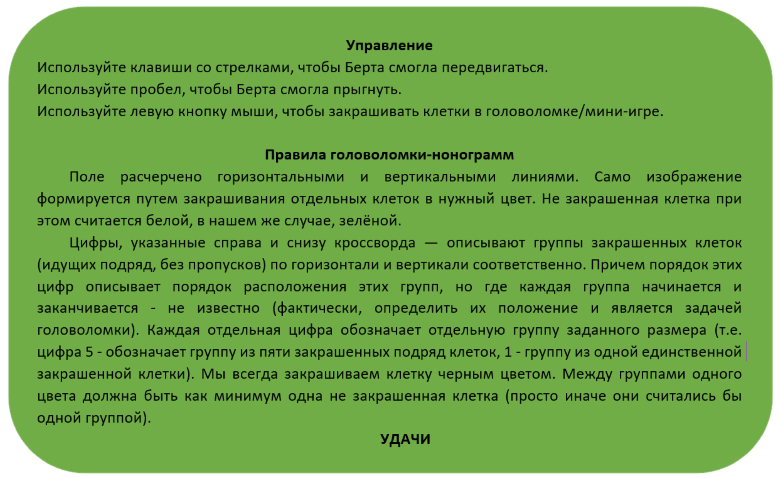 Управление
Используйте клавиши со стрелками, чтобы Берта смогла передвигаться.
Используйте пробел, чтобы Берта смогла прыгнуть.
Используйте левую кнопку мыши, чтобы закрашивать клетки в головоломке/мини-игре.
Правила головоломки-нонограмм
Поле расчерчено горизонтальными и вертикальными линиями. Само изображение
формируется путем закрашивания отдельных клеток в нужный цвет. Не закрашенная клетка при
этом считается белой, в нашем же случае, зелёной.
Цифры, указанные справа и снизу кроссворда — описывают группы закрашенных клеток
(идущих подряд, без пропусков) по горизонтали и вертикали соответственно. Причем порядок этих
цифр описывает порядок расположения этих групп, но где каждая группа начинается и
заканчивается - не известно (фактически, определить их положение и является задачей
головоломки). Каждая отдельная цифра обозначает отдельную группу заданного размера (т.е.
цифра 5 - обозначает группу из пяти закрашенных подряд клеток, 1 - группу из одной единственной
закрашенной клетки). Мы всегда закрашиваем клетку черным цветом. Между группами одного
цвета должна быть как минимум одна не закрашенная клетка (просто иначе они считались бы
одной группой).
УДАЧИ